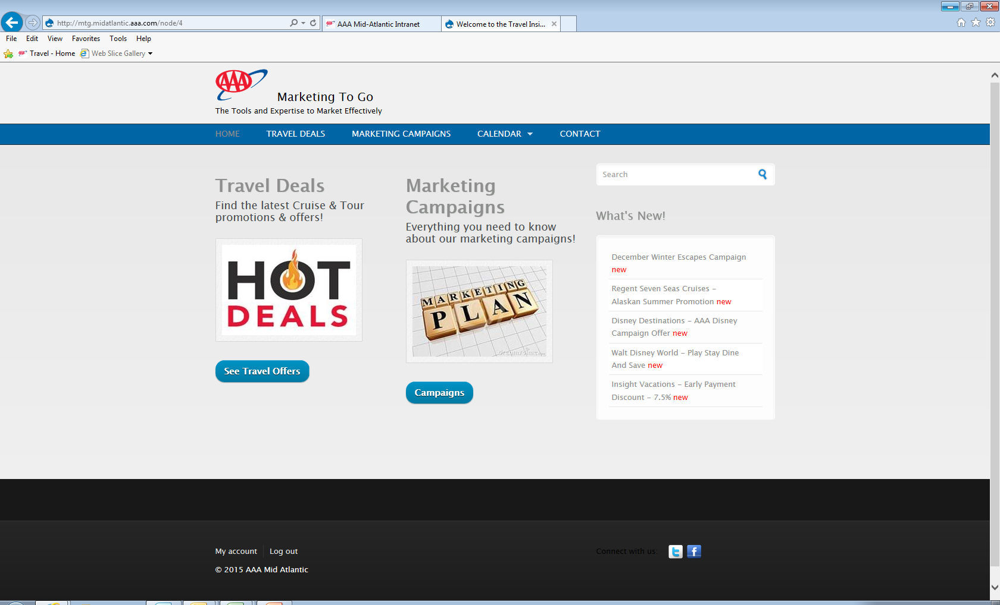 http://mtg.midatlantic.aaa.com/node/4
AAA Mid-Atlantic Intranet
Welcome to the Travel Insi...
File Edit View Favorites Tools Help
Travel - Home Web Slice Gallery
AAA
Marketing To Go
The Tools and Expertise to Market Effectively
HOME TRAVEL DEALS MARKETING CAMPAIGNS CALENDAR CONTACT
Travel Deals
Find the latest Cruise & Tour
promotions & offers!
HOT
DEALS
See Travel Offers
Marketing
Campaigns
Everything you need to know
about our marketing campaigns!
MARKETING
PLAN
dreamstime
Campaigns
Search
What's New!
December Winter Escapes Campaign
new
Regent Seven Seas Cruises -
Alaskan Summer Promotion new
Disney Destinations - AAA Disney
Campaign Offer new
Walt Disney World - Play Stay Dine
And Save new
Insight Vacations - Early Payment
Discount - 7.5% new
My account Log out
© 2015 AAA Mid Atlantic
Connect with us: